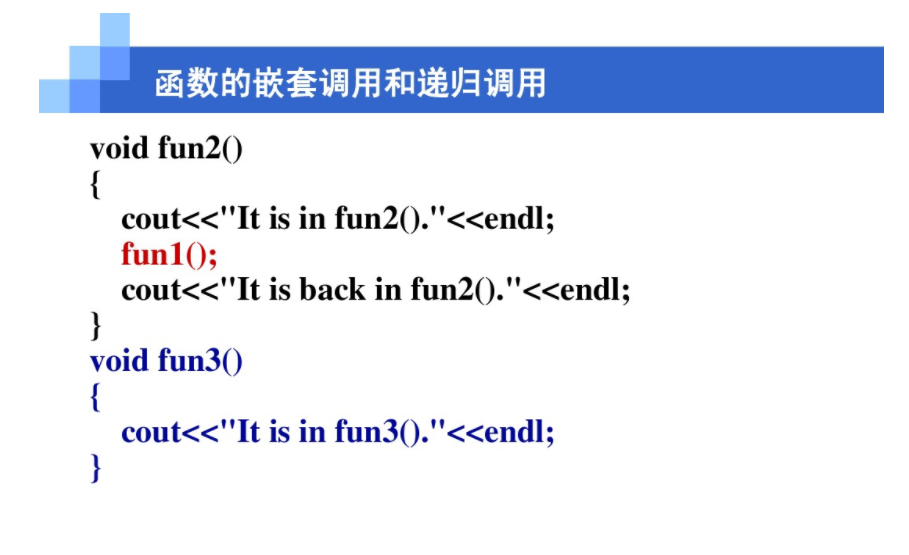 函数的嵌套调用和递归调用
void fun2()
{
cout<<"It is in fun2()."<<endl;
fun1();
cout<<"It is back in fun2()."<<endl;
}
void fun3()
{
cout<<"It is in fun3()."<<endl;
}